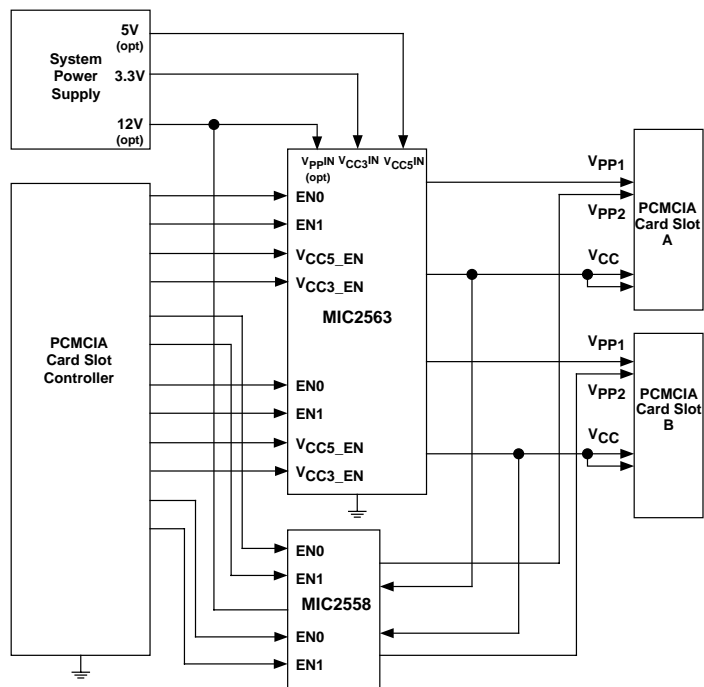 System
Power
Supply
5V
(opt)
3.3V
12V
(opt)
VPPIN
(opt)
VCC3IN
VCC5IN
EN0
EN1
VCC5_EN
VCC3_EN
MIC2563
EN0
EN1
VCC5_EN
VCC3_EN
PCMCIA
Card Slot
Controller
EN0
EN1
MIC2558
EN0
EN1
VPP1
VPP2
VCC
PCMCIA
Card Slot
A
VPP1
VPP2
VCC
PCMCIA
Card Slot
B